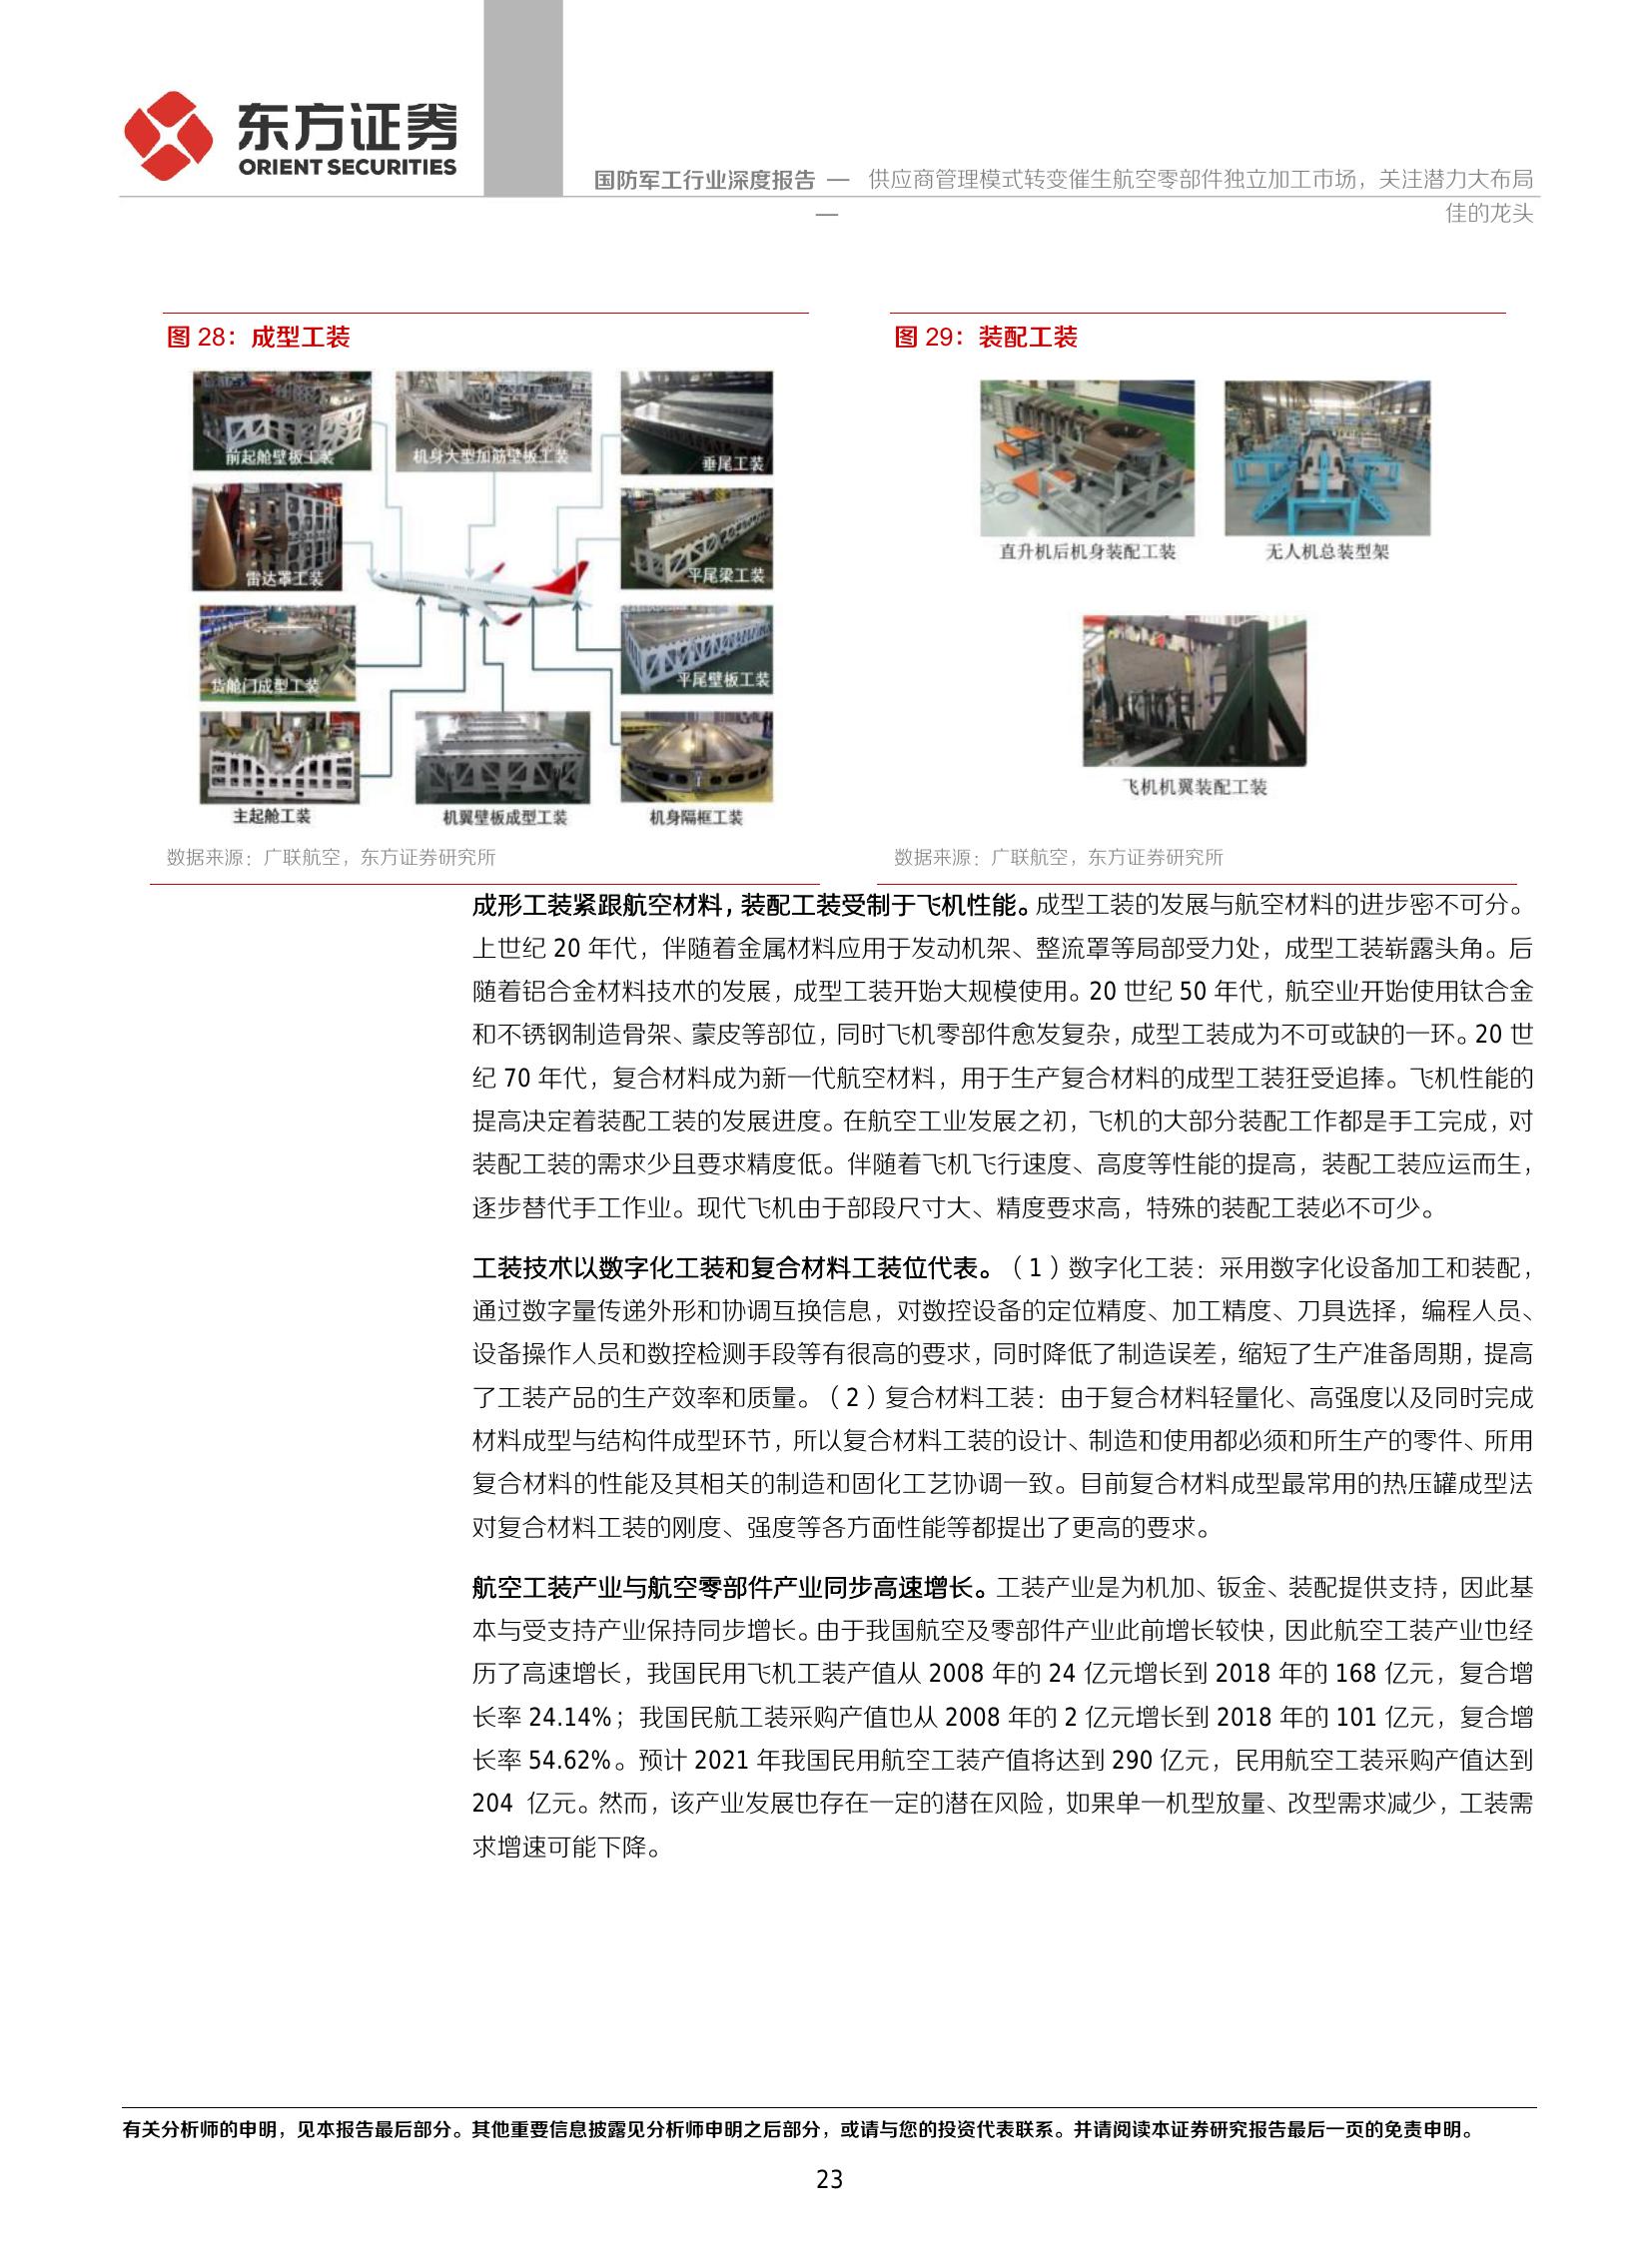 东方证券
ORIENT SECURITIES
国防军工行业深度报告 — 供应商管理模式转变催生航空零部件独立加工市场，关注潜力大布局
— 佳的龙头
图 28：成型工装
前起舱壁板工装
机身大型加筋壁板工装
垂尾工装
雷达罩工装
平尾梁工装
货舱门成型工装
平尾壁板工装
主起舱工装
机翼壁板成型工装
机身隔框工装
数据来源：广联航空，东方证券研究所
图 29：装配工装
直升机后机身装配工装
无人机总装型架
飞机机翼装配工装
数据来源：广联航空，东方证券研究所
成形工装紧跟航空材料，装配工装受制于飞机性能。成型工装的发展与航空材料的进步密不可分。
上世纪 20 年代，伴随着金属材料应用于发动机架、整流罩等局部受力处，成型工装崭露头角。后
随着铝合金材料技术的发展，成型工装开始大规模使用。20 世纪 50 年代，航空业开始使用钛合金
和不锈钢制造骨架、蒙皮等部位，同时飞机零部件愈发复杂，成型工装成为不可或缺的一环。20 世
纪 70 年代，复合材料成为新一代航空材料，用于生产复合材料的成型工装狂受追捧。飞机性能的
提高决定着装配工装的发展进度。在航空工业发展之初，飞机的大部分装配工作都是手工完成，对
装配工装的需求少且要求精度低。伴随着飞机飞行速度、高度等性能的提高，装配工装应运而生，
逐步替代手工作业。现代飞机由于部段尺寸大、精度要求高，特殊的装配工装必不可少。
工装技术以数字化工装和复合材料工装位代表。（1）数字化工装：采用数字化设备加工和装配，
通过数字量传递外形和协调互换信息，对数控设备的定位精度、加工精度、刀具选择，编程人员、
设备操作人员和数控检测手段等有很高的要求，同时降低了制造误差，缩短了生产准备周期，提高
了工装产品的生产效率和质量。（2）复合材料工装：由于复合材料轻量化、高强度以及同时完成
材料成型与结构件成型环节，所以复合材料工装的设计、制造和使用都必须和所生产的零件、所用
复合材料的性能及其相关的制造和固化工艺协调一致。目前复合材料成型最常用的热压罐成型法
对复合材料工装的刚度、强度等各方面性能等都提出了更高的要求。
航空工装产业与航空零部件产业同步高速增长。工装产业是为机加、钣金、装配提供支持，因此基
本与受支持产业保持同步增长。由于我国航空及零部件产业此前增长较快，因此航空工装产业也经
历了高速增长，我国民用飞机工装产值从 2008 年的 24 亿元增长到 2018 年的 168 亿元，复合增
长率 24.14%；我国民航工装采购产值也从 2008 年的 2 亿元增长到 2018 年的 101 亿元，复合增
长率 54.62%。预计 2021 年我国民用航空工装产值将达到 290 亿元，民用航空工装采购产值达到
204 亿元。然而，该产业发展也存在一定的潜在风险，如果单一机型放量、改型需求减少，工装需
求增速可能下降。
有关分析师的申明，见本报告最后部分。其他重要信息披露见分析师申明之后部分，或请与您的投资代表联系。并请阅读本证券研究报告最后一页的免责申明。
23